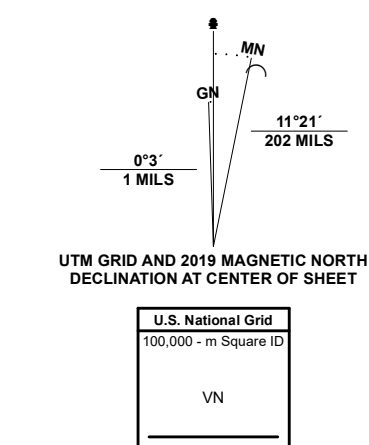 MN
GN
11°21´
202 MILS
0°3´
1 MILS
UTM GRID AND 2019 MAGNETIC NORTH
DECLINATION AT CENTER OF SHEET
U.S. National Grid
100,000 - m Square ID
VN